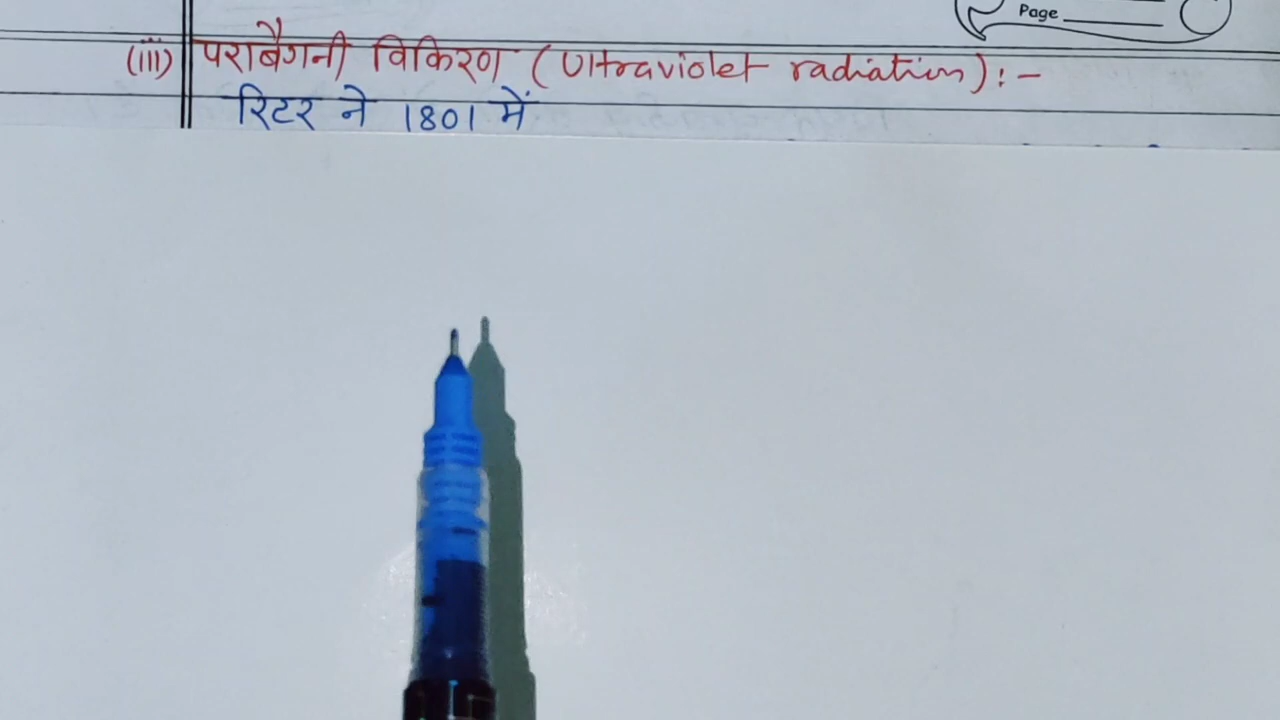 Page
(iii) पराबैगनी विकिरण (Ultraviolet radiation) : -
रिटर ने 1801 में